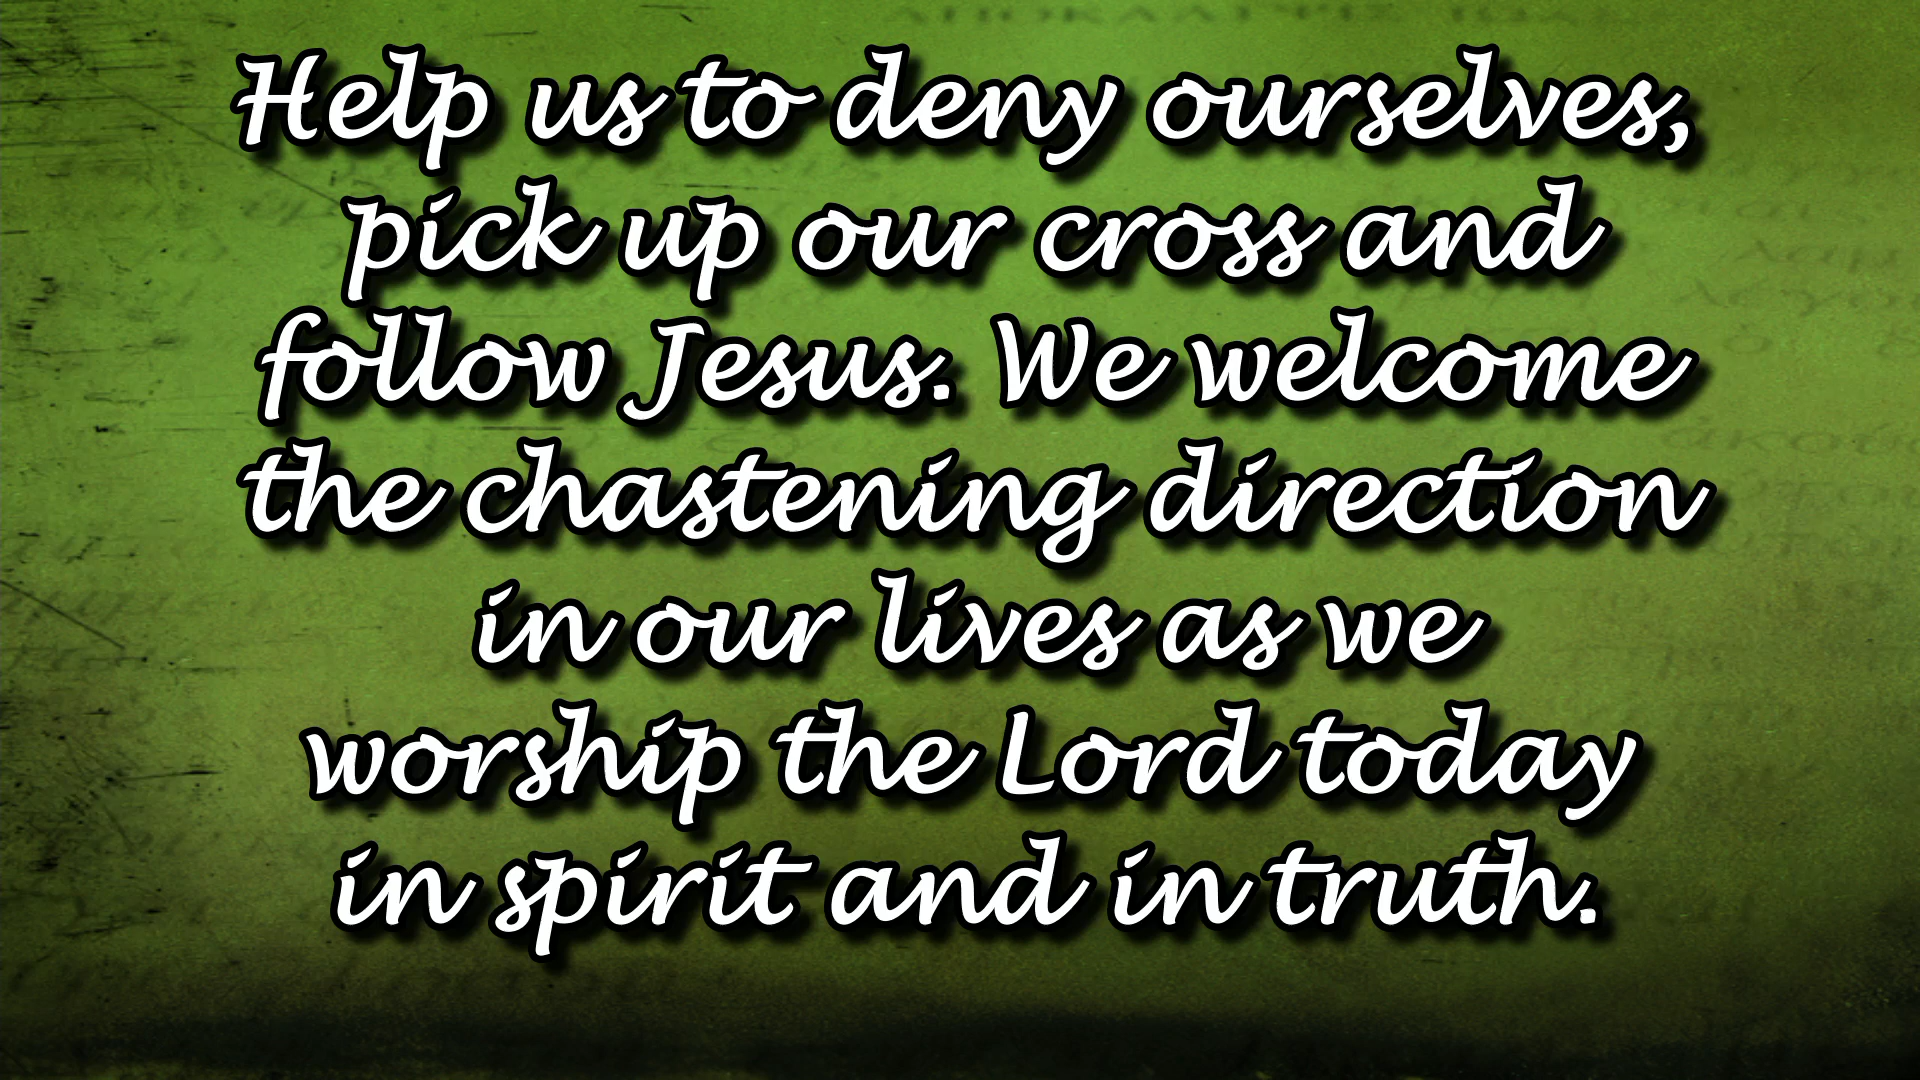 Help us to deny ourselves,
pick up our cross and
follow Jesus. We welcome
the chastening direction
in our lives as we
worship the Lord today
in spirit and in truth.